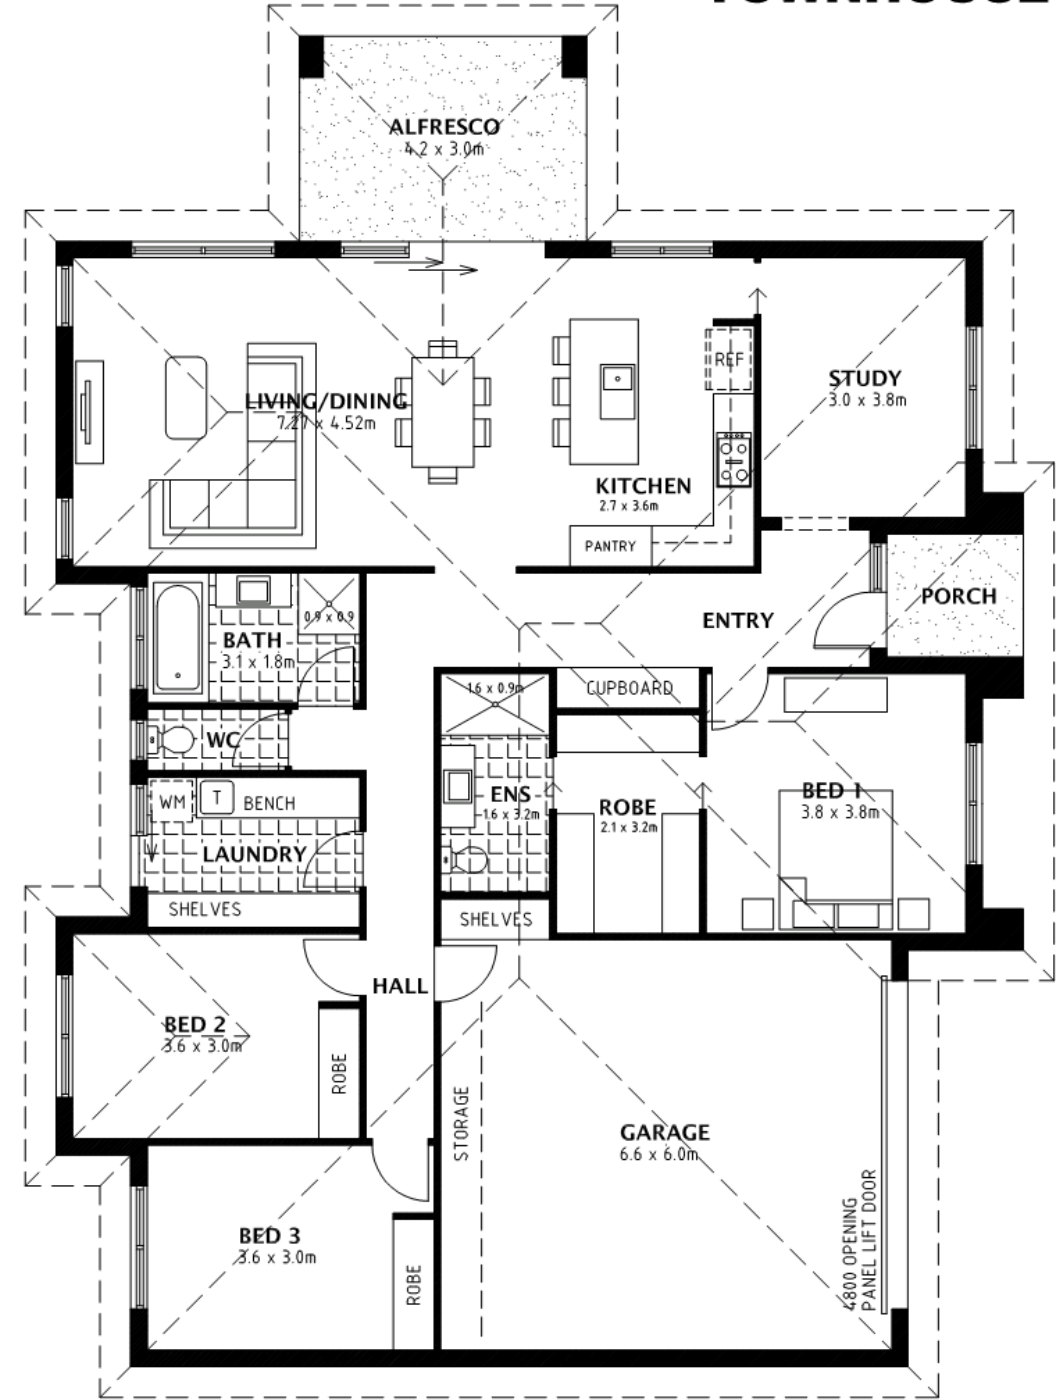 ALFRESCO
4.2 x 3.0m
REF
STUDY
3.0 x 3.8m
LIVING/DINING
7.27 x 4.52m
KITCHEN
2.7 x 3.6m
PANTRY
PORCH
ENTRY
0.9 x 0.9
BATH
3.1 x 1.8m
1.6 x 0.9m
CUPBOARD
WC
WM
T
BENCH
ENS
1.6 x 3.2m
ROBE
2.1 x 3.2m
BED 1
3.8 x 3.8m
LAUNDRY
SHELVES
SHELVES
HALL
BED 2
3.6 x 3.0m
ROBE
STORAGE
GARAGE
6.6 x 6.0m
BED 3
3.6 x 3.0m
ROBE
4800 OPENING
PANEL LIFT DOOR